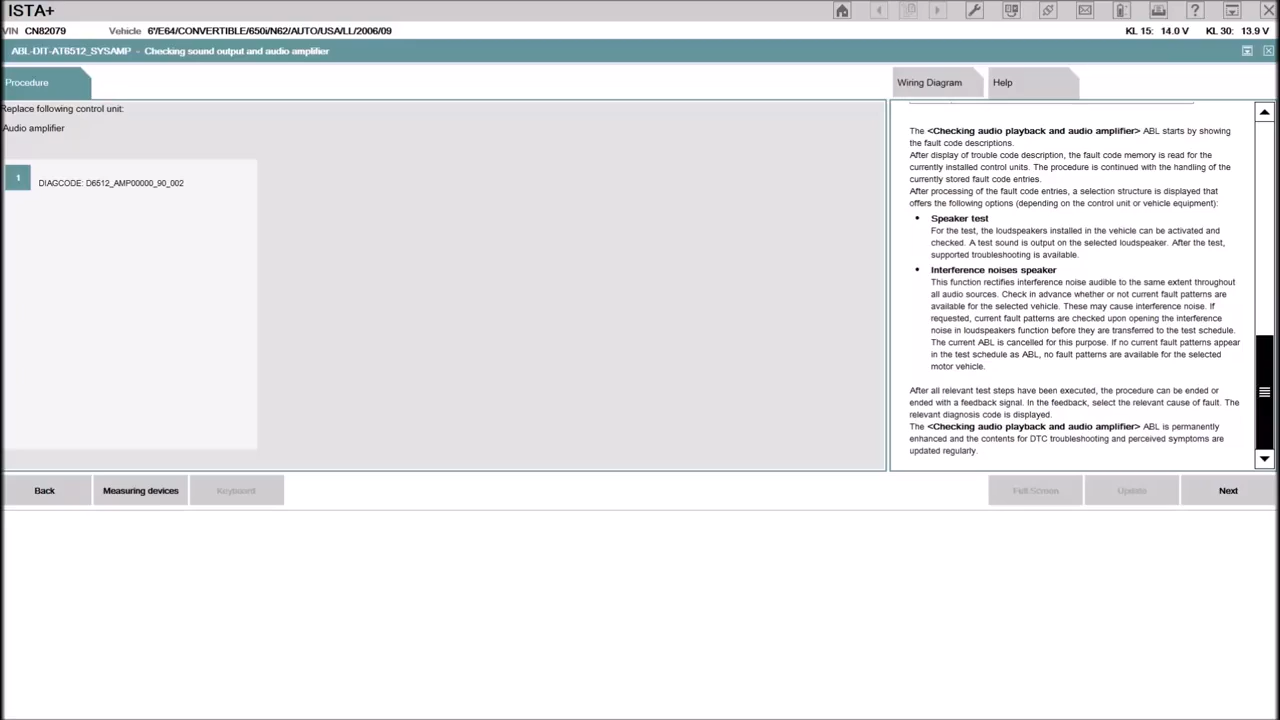 ISTA+
VIN CN82079 Vehicle 6'/E64/CONVERTIBLE/650i/N62/AUTO/USA/LL/2006/09 KL 15: 14.0 V KL 30: 13.9 V
ABL-DIT-AT6512_SYSAMP - Checking sound output and audio amplifier
Procedure
Replace following control unit:
Audio amplifier
1
DIAGCODE: D6512_AMP00000_90_002
Wiring Diagram
Help
The <Checking audio playback and audio amplifier> ABL starts by showing
the fault code descriptions.
After display of trouble code description, the fault code memory is read for the
currently installed control units. The procedure is continued with the handling of the
currently stored fault code entries.
After processing of the fault code entries, a selection structure is displayed that
offers the following options (depending on the control unit or vehicle equipment):
• Speaker test
For the test, the loudspeakers installed in the vehicle can be activated and
checked. A test sound is output on the selected loudspeaker. After the test,
supported troubleshooting is available.
• Interference noises speaker
This function rectifies interference noise audible to the same extent throughout
all audio sources. Check in advance whether or not current fault patterns are
available for the selected vehicle. These may cause interference noise. If
requested, current fault patterns are checked upon opening the interference
noise in loudspeakers function before they are transferred to the test schedule.
The current ABL is cancelled for this purpose. If no current fault patterns appear
in the test schedule as ABL, no fault patterns are available for the selected
motor vehicle.
After all relevant test steps have been executed, the procedure can be ended or
ended with a feedback signal. In the feedback, select the relevant cause of fault. The
relevant diagnosis code is displayed.
The <Checking audio playback and audio amplifier> ABL is permanently
enhanced and the contents for DTC troubleshooting and perceived symptoms are
updated regularly.
Back
Measuring devices
Keyboard
Full Screen
Update
Next